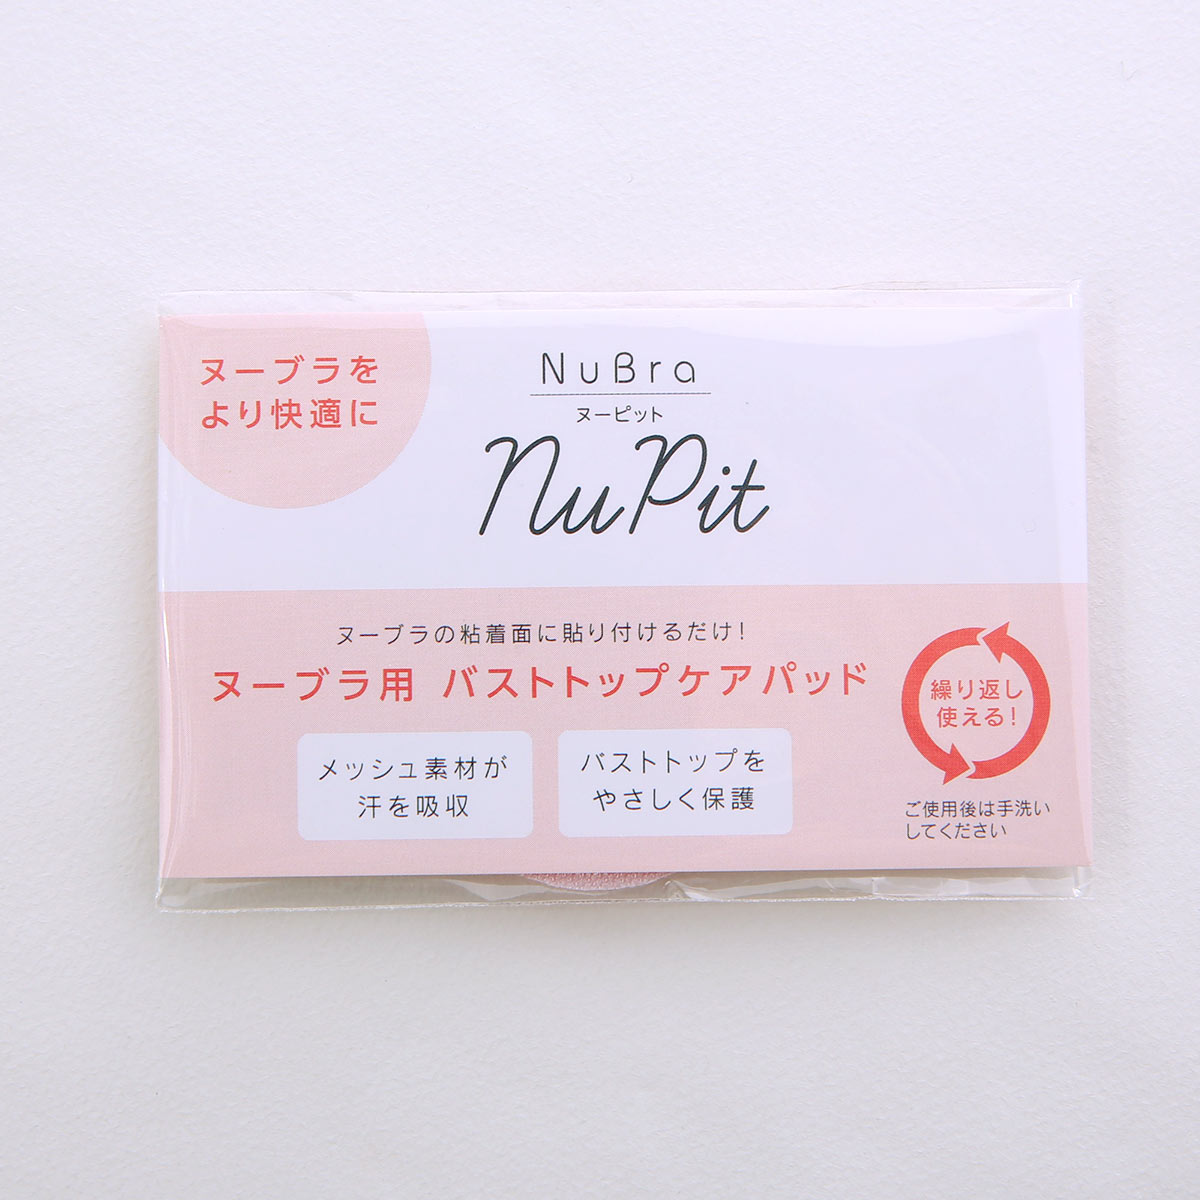 ヌーブラを
より快適に
NuBra
ヌーピット
NuPit
ヌーブラの粘着面に貼り付けるだけ！
ヌーブラ用 バストトップケアパッド
メッシュ素材が
汗を吸収
バストトップを
やさしく保護
繰り返し
使える！
ご使用後は手洗い
してください